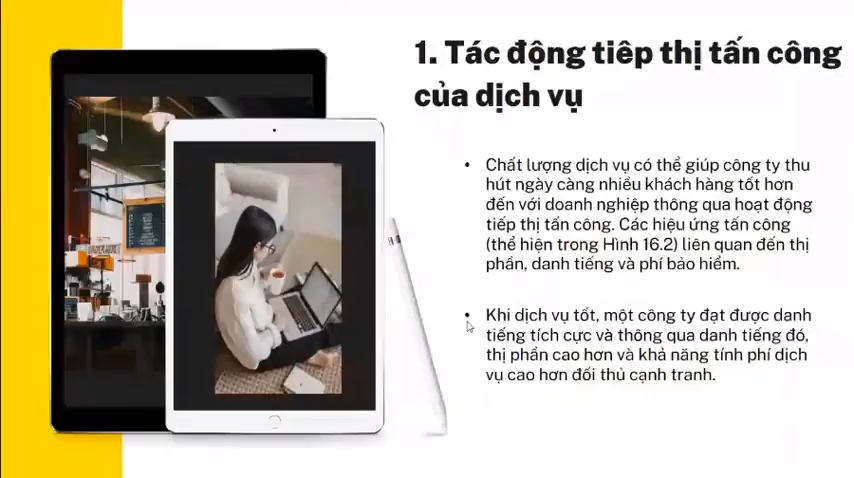 1. Tác động tiếp thị tấn công
của dịch vụ
• Chất lượng dịch vụ có thể giúp công ty thu
hút ngày càng nhiều khách hàng tốt hơn
đến với doanh nghiệp thông qua hoạt động
tiếp thị tấn công. Các hiệu ứng tấn công
(thể hiện trong Hình 16.2) liên quan đến thị
phần, danh tiếng và phí bảo hiểm.
• Khi dịch vụ tốt, một công ty đạt được danh
tiếng tích cực và thông qua danh tiếng đó,
thị phần cao hơn và khả năng tính phí dịch
vụ cao hơn đối thủ cạnh tranh.